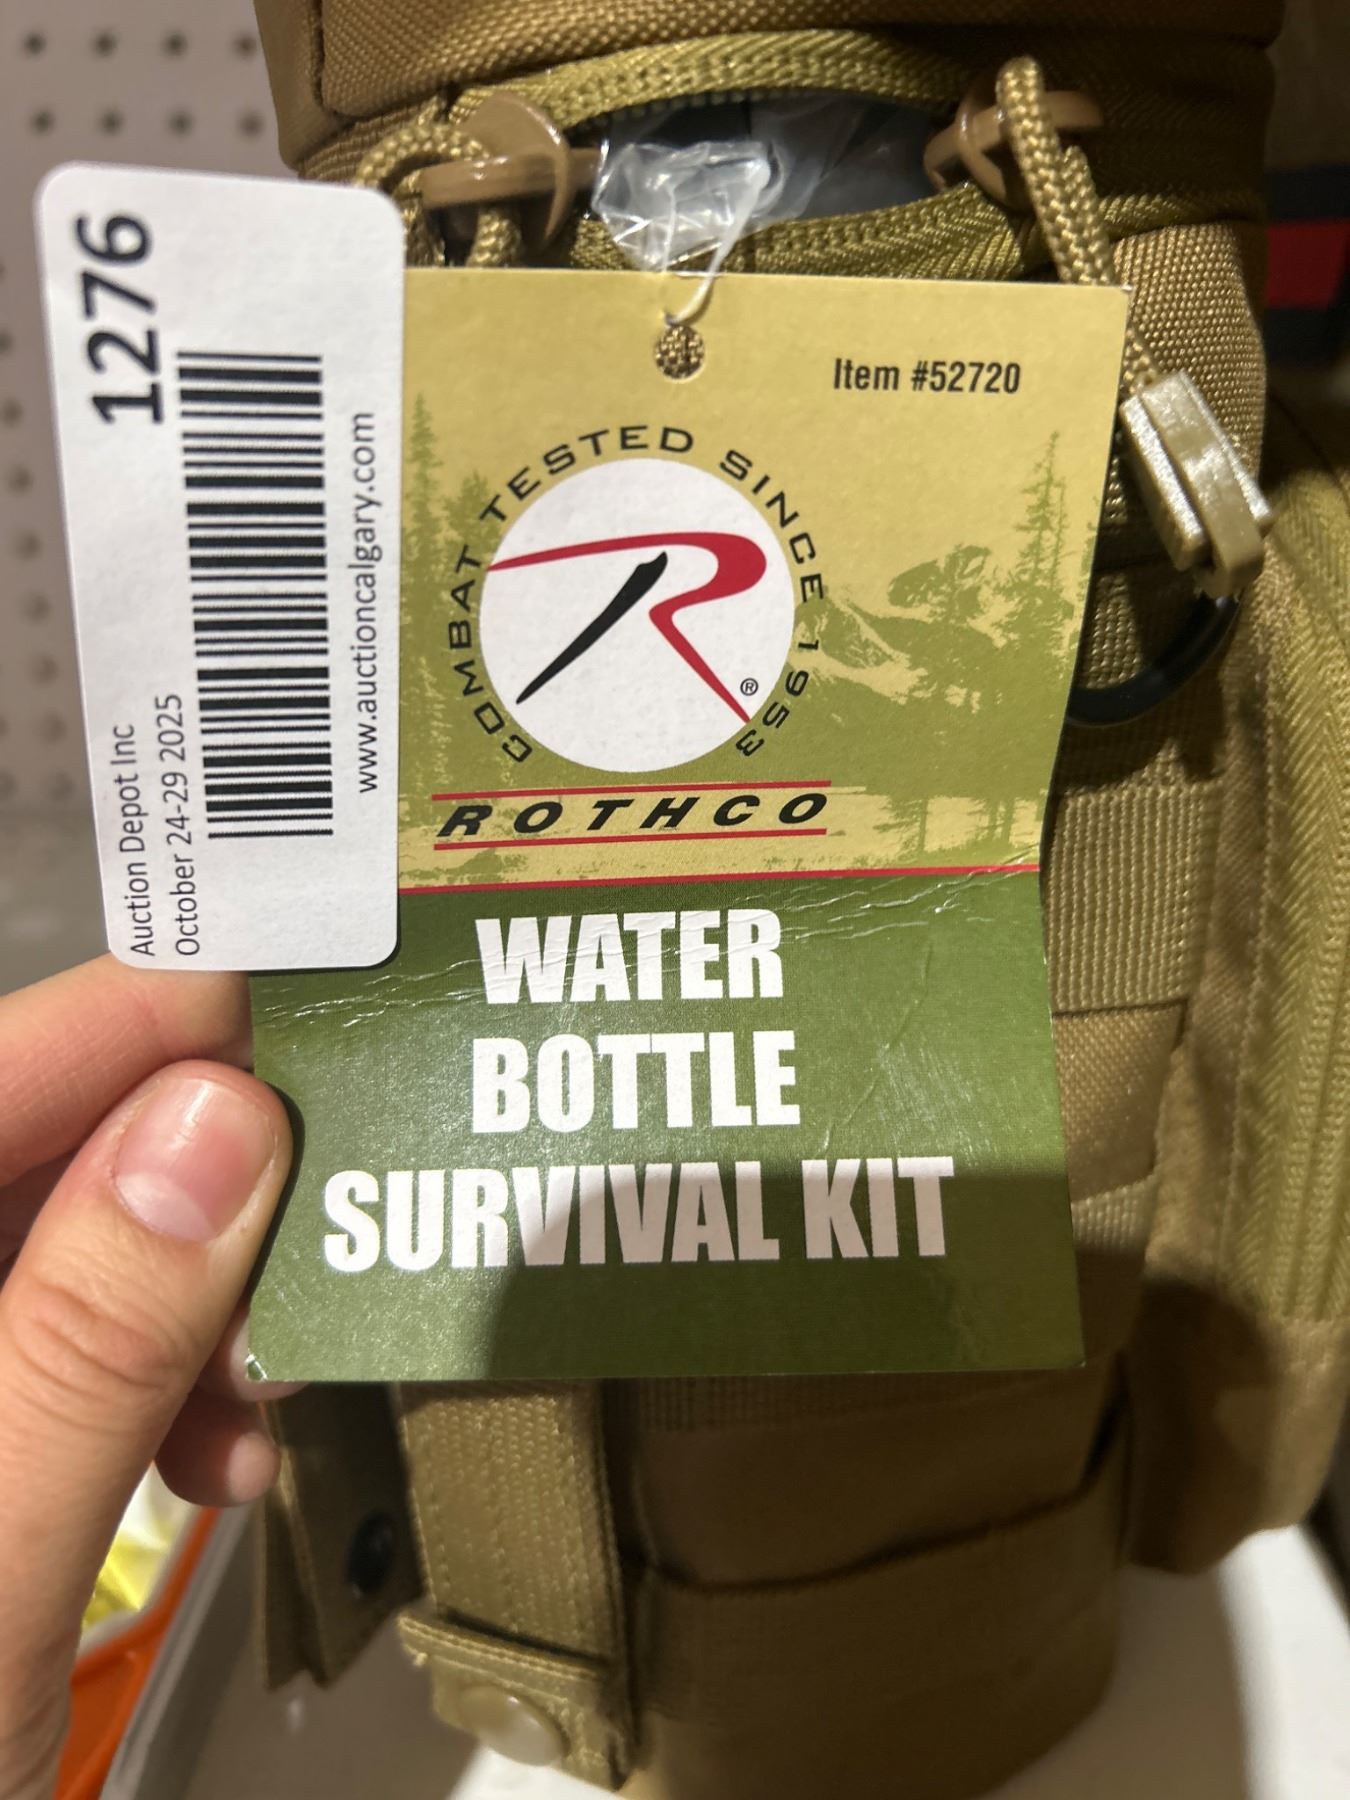 1276
www.auctioncalgary.com
Auction Depot Inc
October 24-29 2025
Item #52720
COMBAT TESTED SINCE 1953
R
®
ROTHCO
WATER
BOTTLE
SURVIVAL KIT